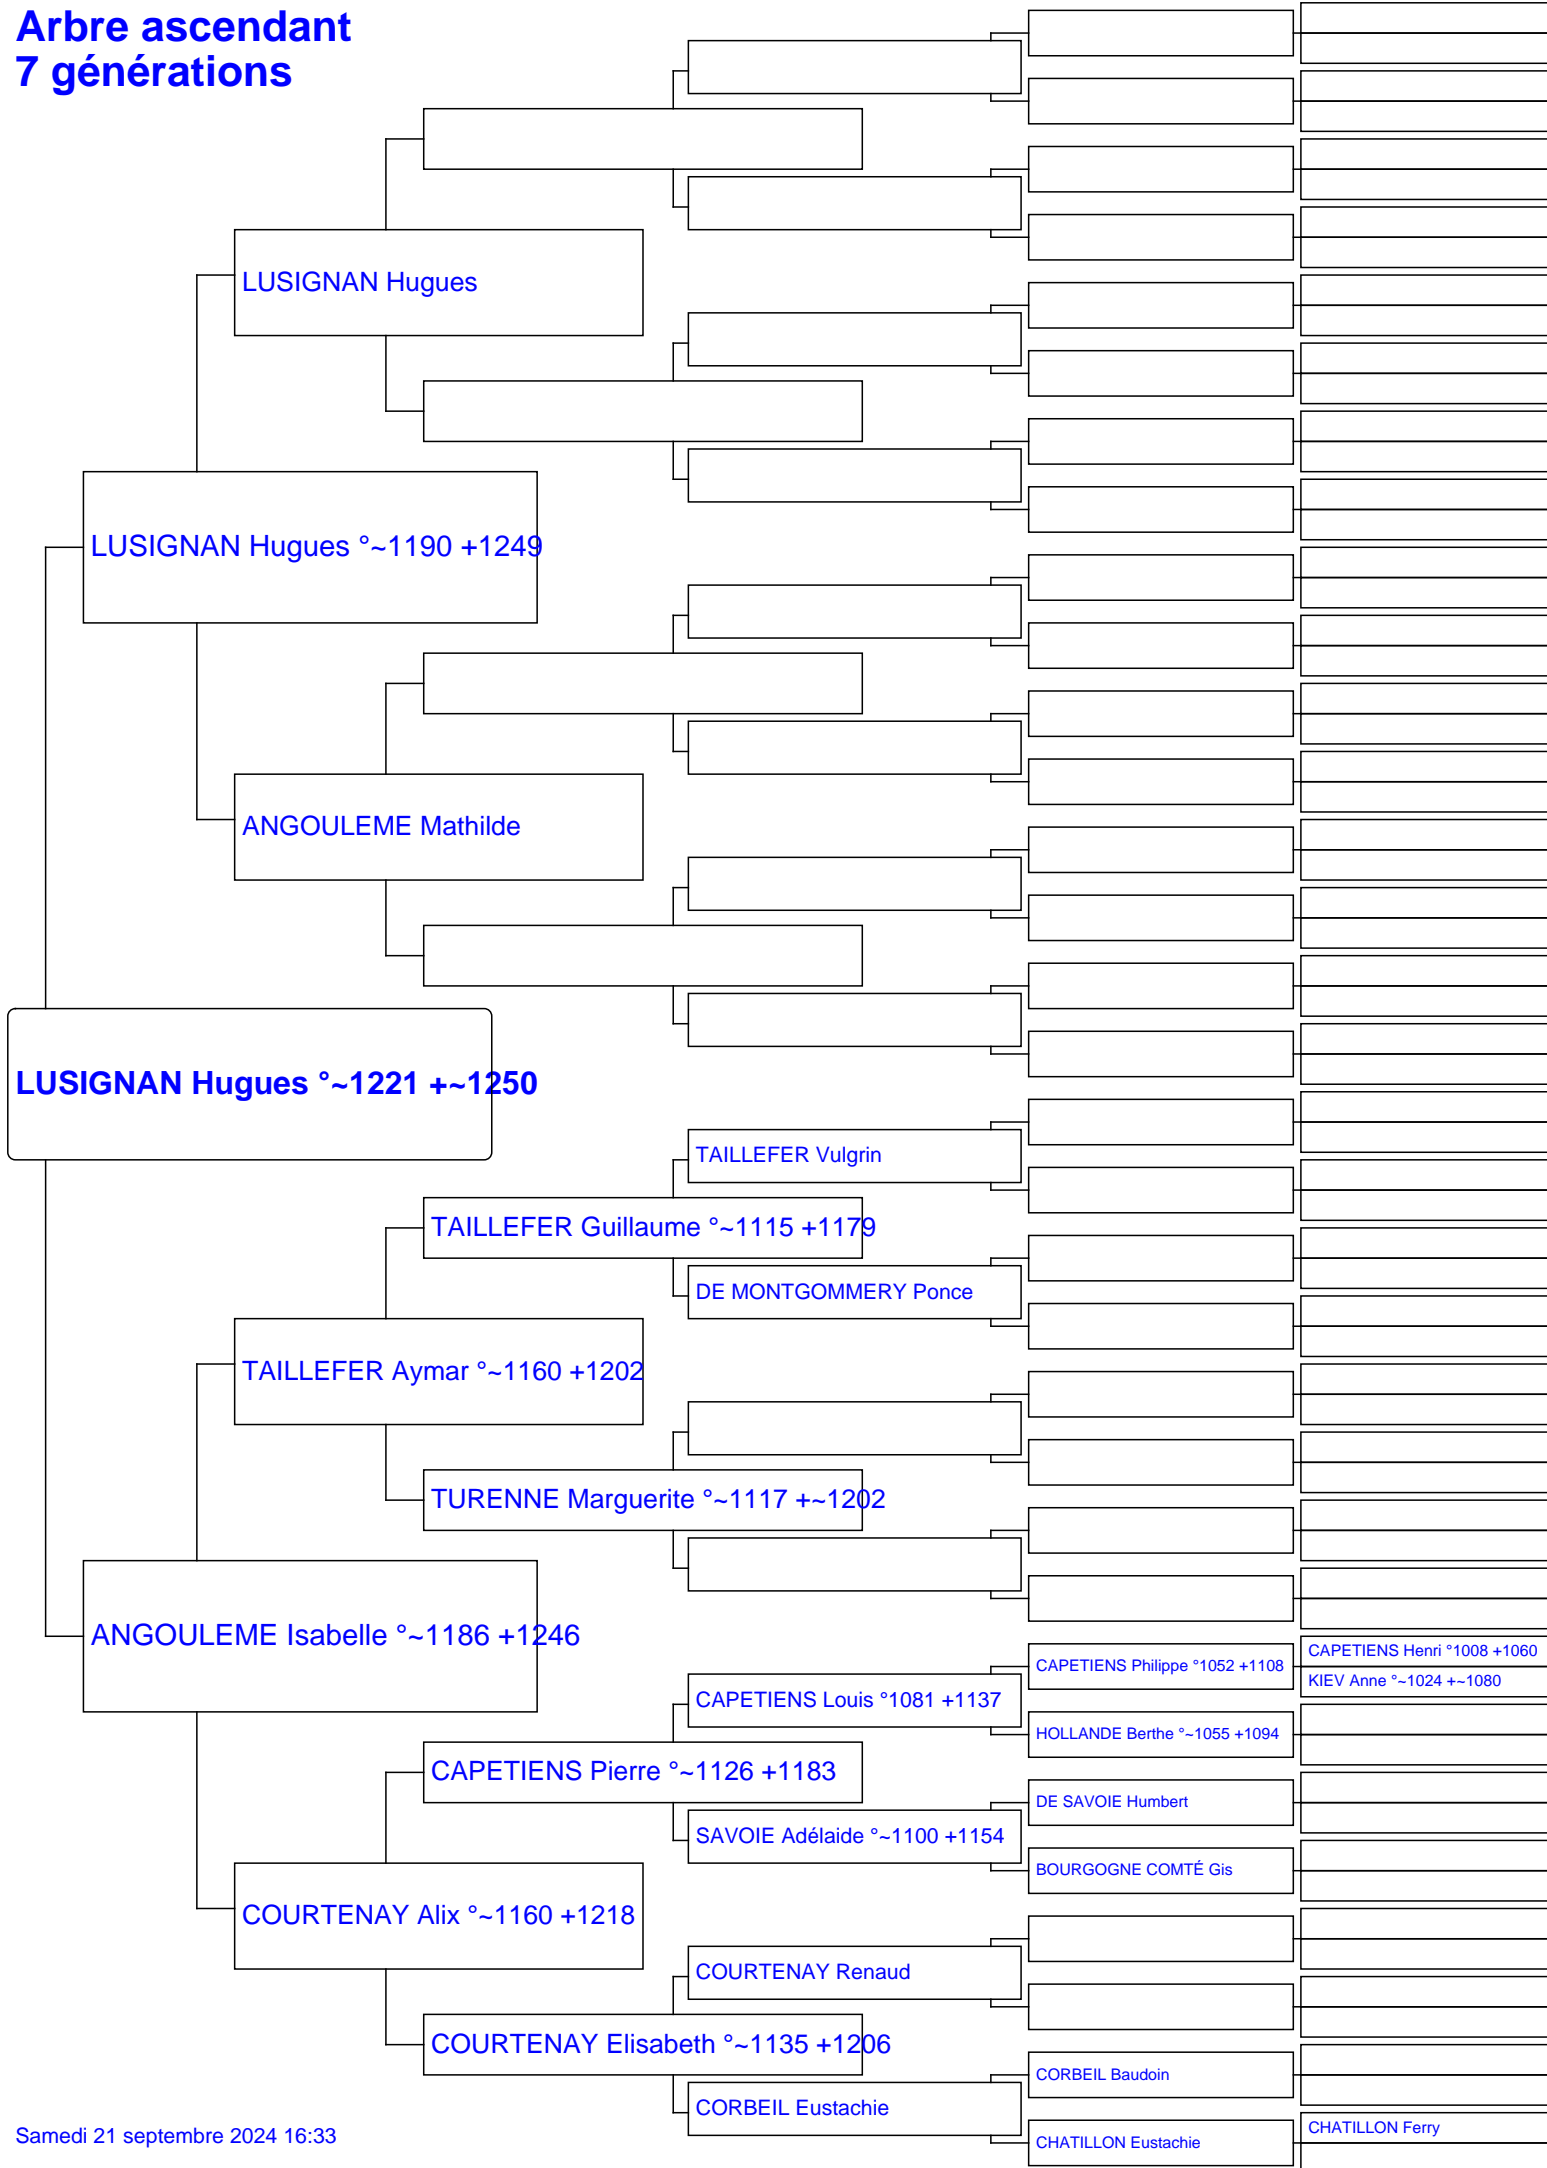 Arbre ascendant
7 générations
LUSIGNAN Hugues
LUSIGNAN Hugues °~1190 +1249
ANGOULEME Mathilde
LUSIGNAN Hugues °~1221 +~1250
TAILLEFER Vulgrin
TAILLEFER Guillaume °~1115 +1179
DE MONTGOMMERY Ponce
TAILLEFER Aymar °~1160 +1202
TURENNE Marguerite °~1117 +~1202
ANGOULEME Isabelle °~1186 +1246
CAPETIENS Henri °1008 +1060
CAPETIENS Philippe °1052 +1108
KIEV Anne °~1024 +~1080
CAPETIENS Louis °1081 +1137
HOLLANDE Berthe °~1055 +1094
CAPETIENS Pierre °~1126 +1183
DE SAVOIE Humbert
SAVOIE Adélaide °~1100 +1154
BOURGOGNE COMTÉ Gis
COURTENAY Alix °~1160 +1218
COURTENAY Renaud
COURTENAY Elisabeth °~1135 +1206
CORBEIL Baudoin
CORBEIL Eustachie
CHATILLON Ferry
CHATILLON Eustachie
Samedi 21 septembre 2024 16:33